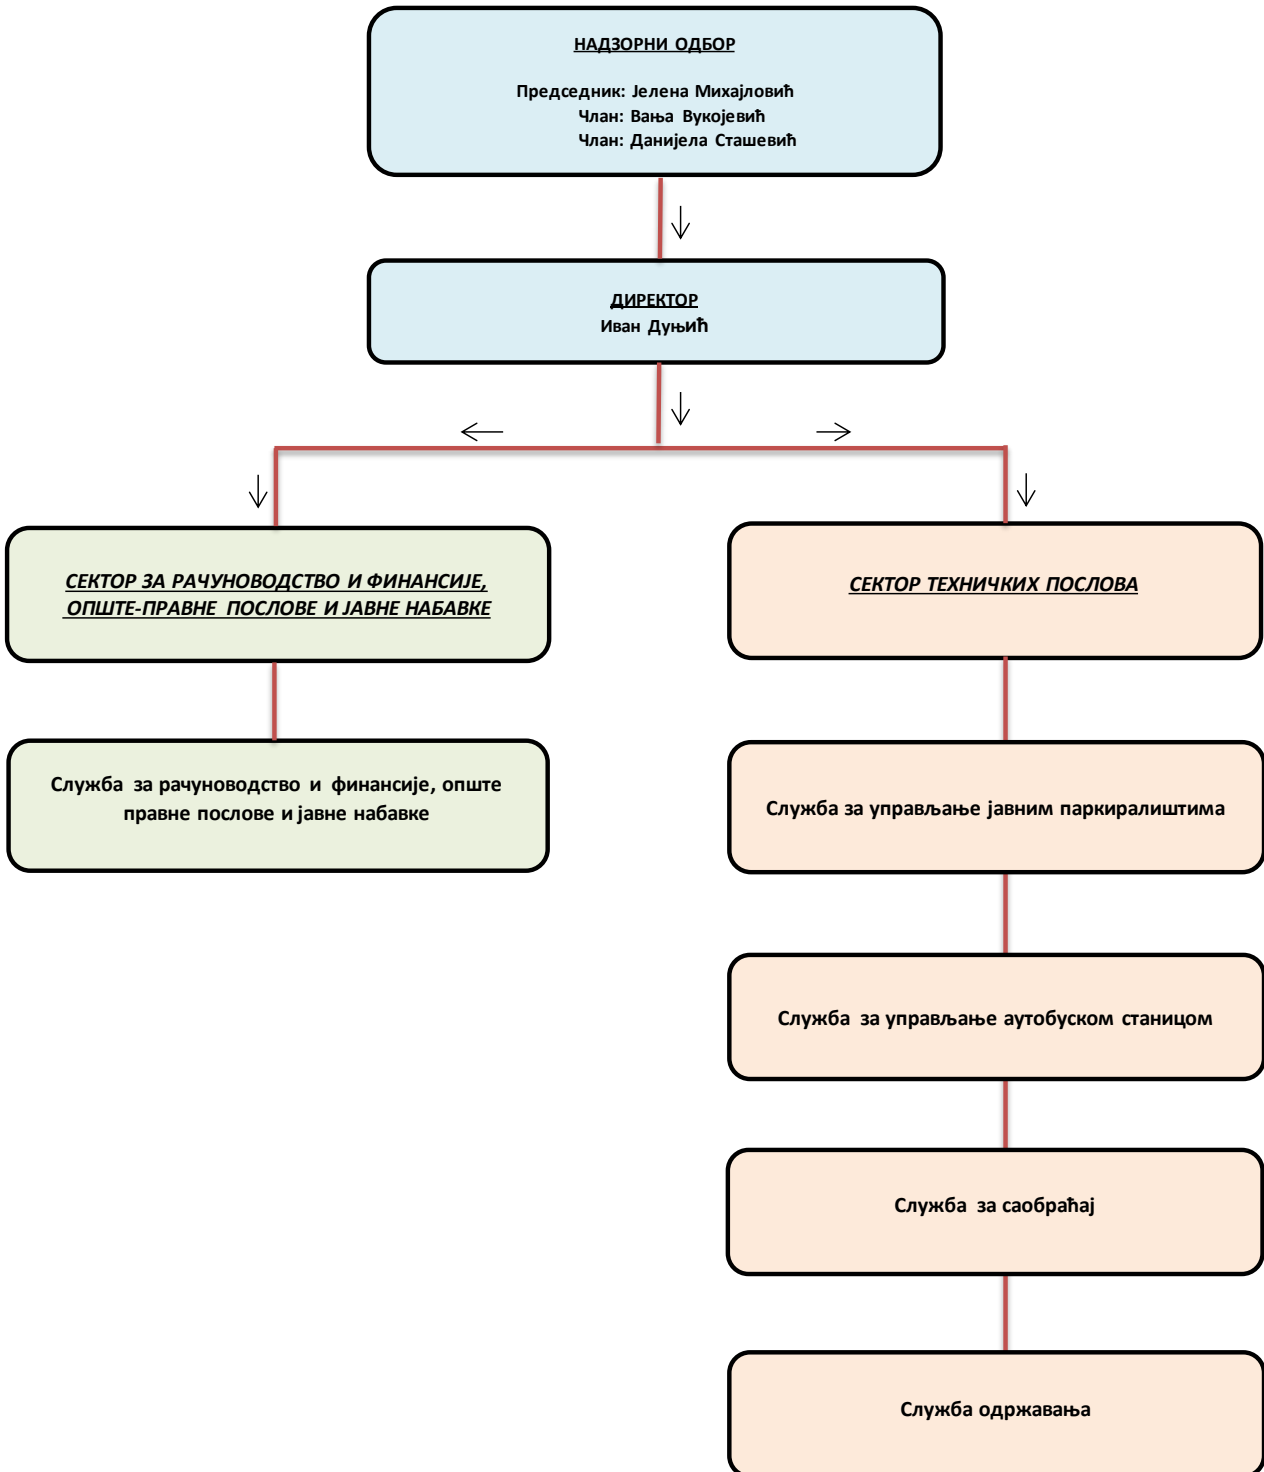 НАДЗОРНИ ОДБОР
Председник: Јелена Михајловић
Члан: Вања Вукојевић
Члан: Данијела Сташевић
ДИРЕКТОР
Иван Дуњић
СЕКТОР ЗА РАЧУНОВОДСТВО И ФИНАНСИЈЕ,
ОПШТЕ-ПРАВНЕ ПОСЛОВЕ И ЈАВНЕ НАБАВКЕ
Служба за рачуноводство и финансије, опште
правне послове и јавне набавке
СЕКТОР ТЕХНИЧКИХ ПОСЛОВА
Служба за управљање јавним паркиралиштима
Служба за управљање аутобуском станицом
Служба за саобраћај
Служба одржавања